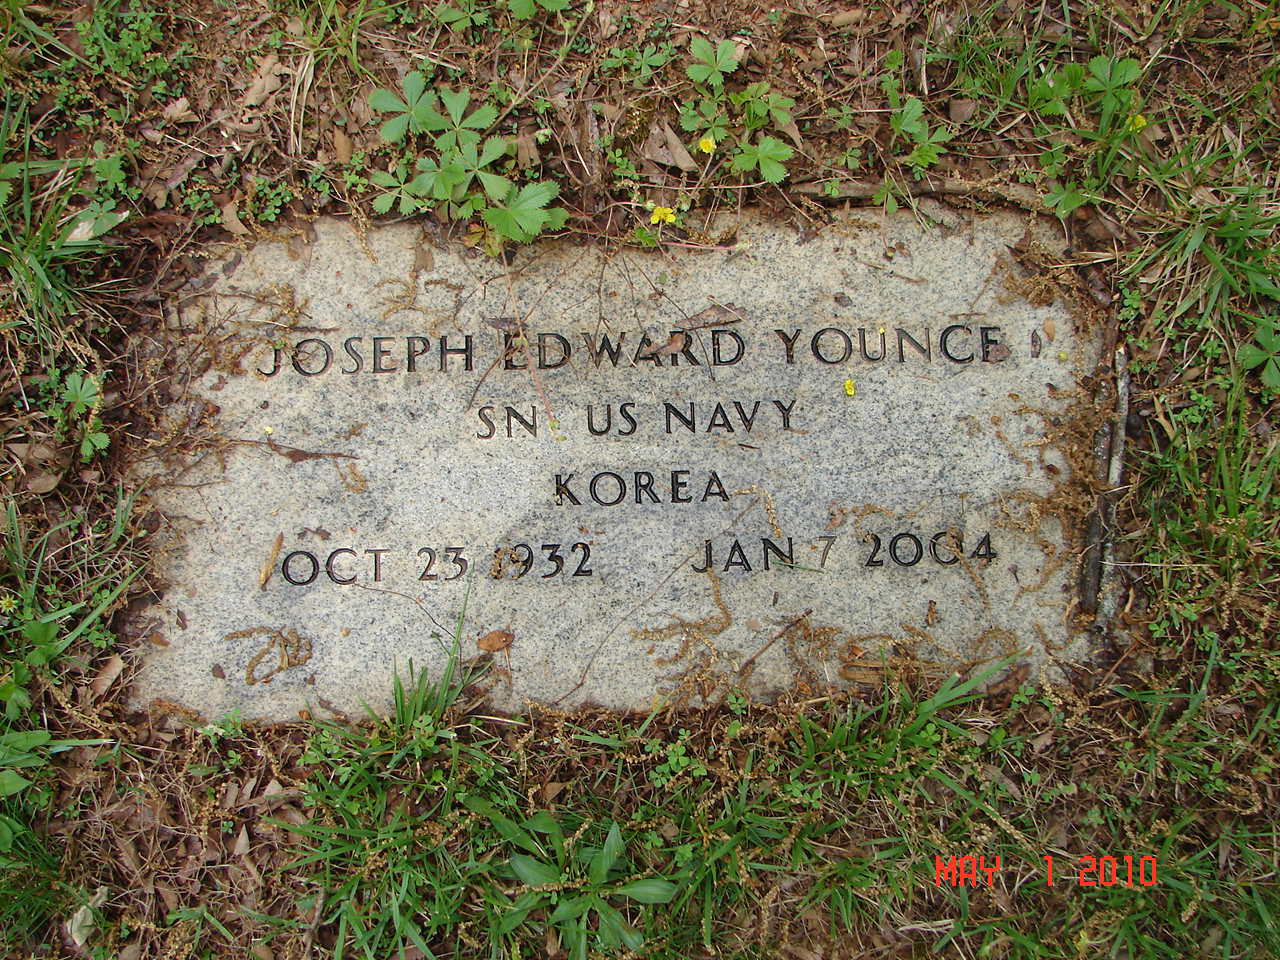 JOSEPH EDWARD YOUNCE
SN US NAVY
KOREA
OCT 23 1932 JAN 7 2004
MAY 1 2010